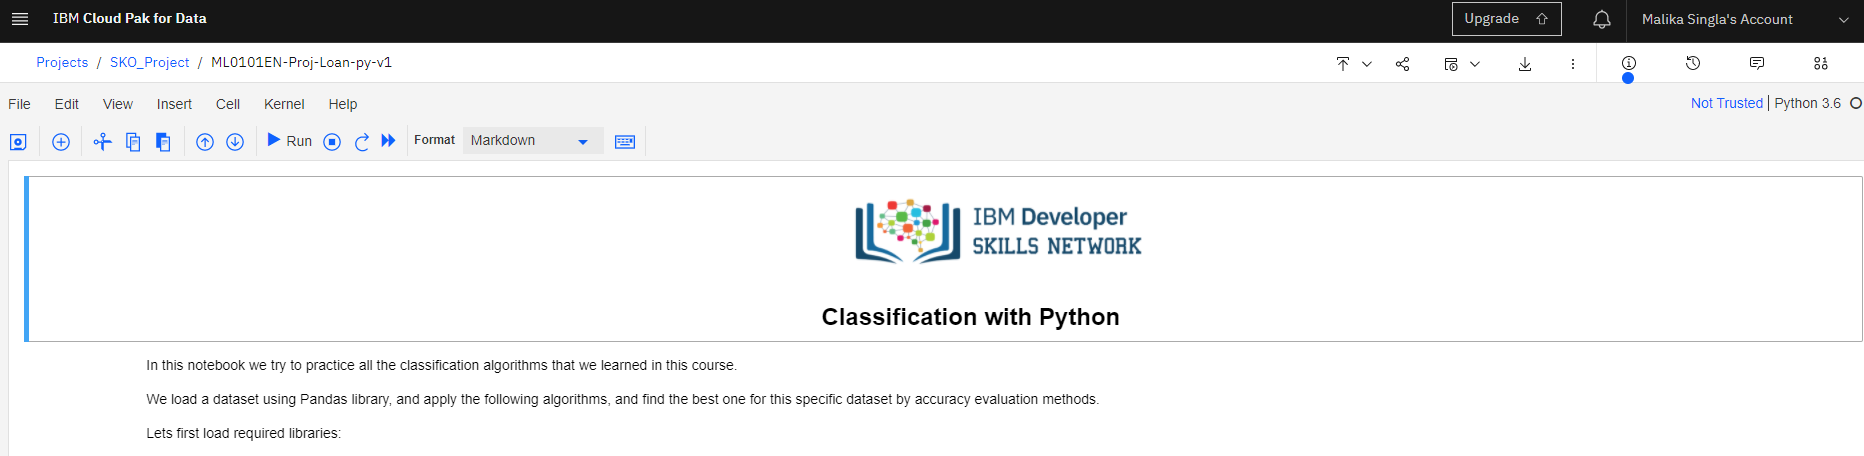 IBM Cloud Pak for Data
Upgrade
Malika Singla's Account
Projects / SKO_Project / ML0101EN-Proj-Loan-py-v1
File Edit View Insert Cell Kernel Help
Not Trusted | Python 3.6
Run
Format
Markdown
IBM Developer
SKILLS NETWORK
Classification with Python
In this notebook we try to practice all the classification algorithms that we learned in this course.
We load a dataset using Pandas library, and apply the following algorithms, and find the best one for this specific dataset by accuracy evaluation methods.
Lets first load required libraries: